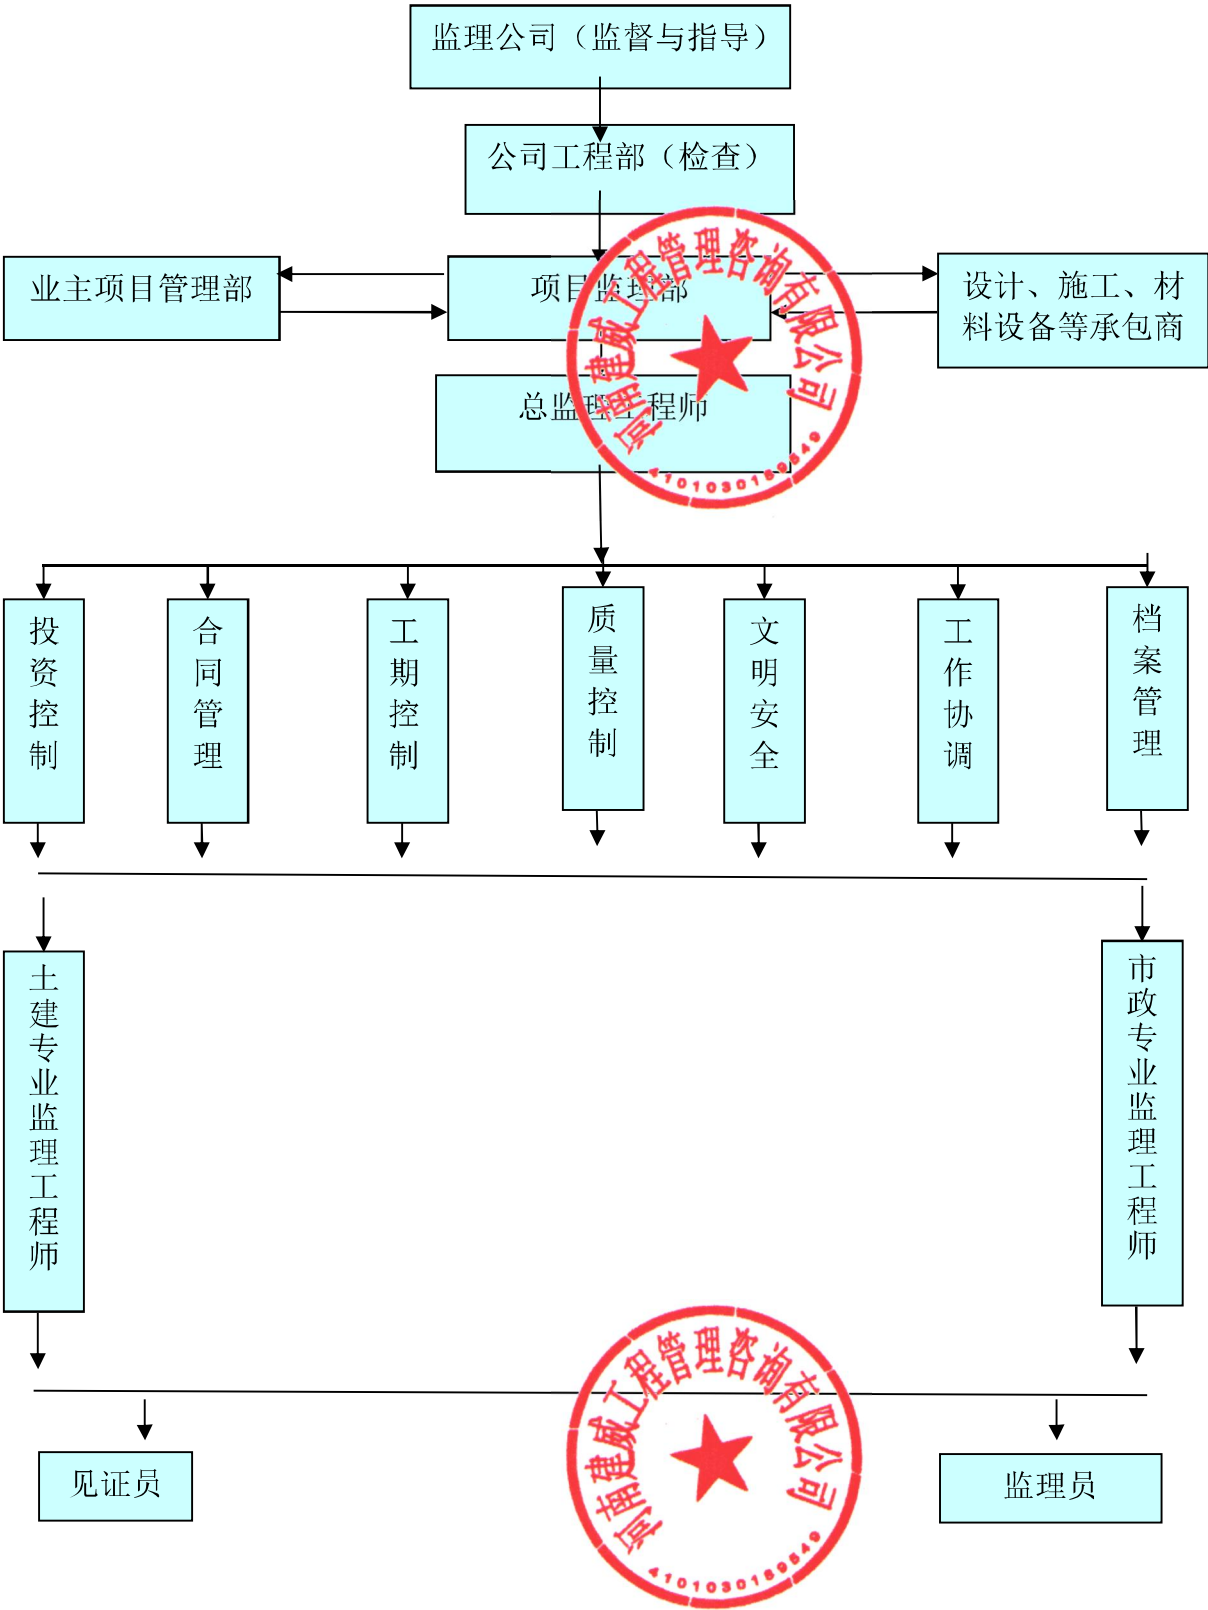 监理公司（监督与指导）
公司工程部（检查）
业主项目管理部
项目监理部
设计、施工、材
料设备等承包商
总监理工程师
河南建威工程管理咨询有限公司
4101030189549
投资控制
合同管理
工期控制
质量控制
文明安全
工作协调
档案管理
土建专业监理工程师
市政专业监理工程师
见证员
监理员
河南建威工程管理咨询有限公司
4101030189549